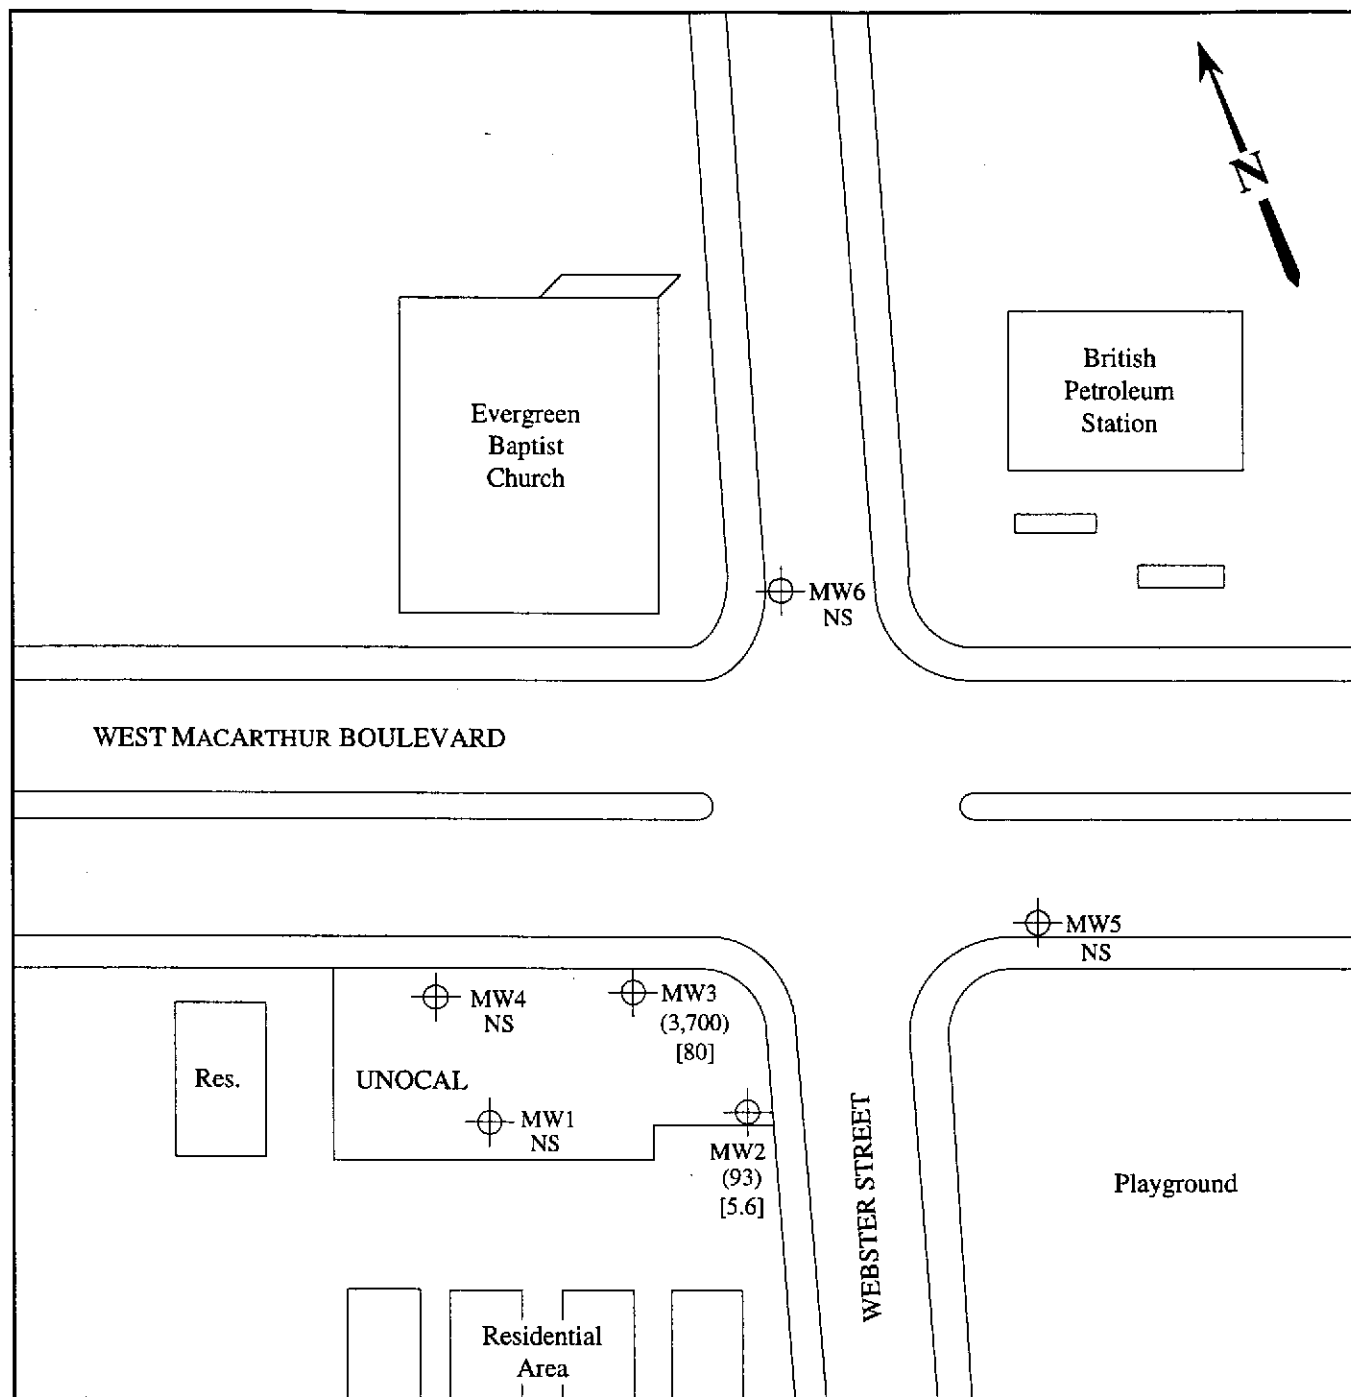 N
British
Petroleum
Station
Evergreen
Baptist
Church
MW6
NS
WEST MACARTHUR BOULEVARD
MW5
NS
MW4
NS
MW3
(3,700)
[80]
Res.
UNOCAL
MW1
NS
MW2
(93)
[5.6]
WEBSTER STREET
Playground
Residential
Area